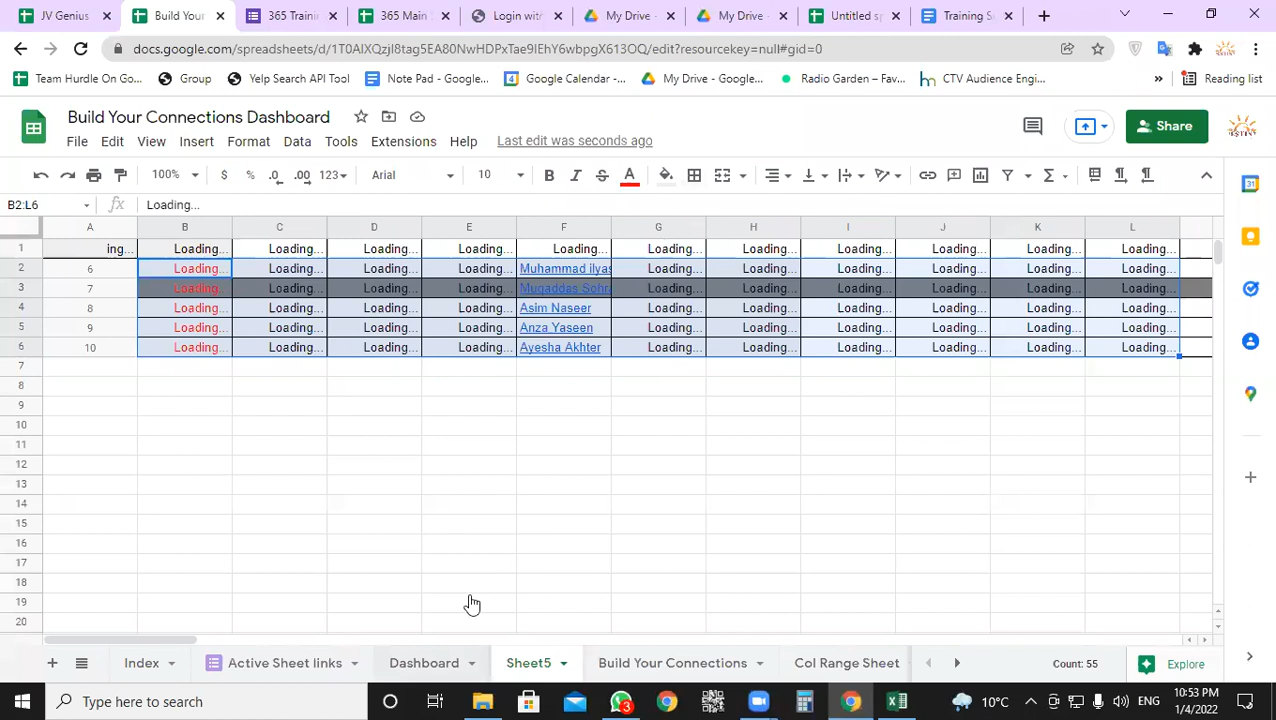 JV Genius
Build Your
365 Traini
365 Main
Login with
My Drive -
My Drive -
Untitled s
Training S
docs.google.com/spreadsheets/d/1T0AlXQzjl8tag5EA80NwHDPxTae9IEhY6wbpgX613OQ/edit?resourcekey=null#gid=0
Team Hurdle On Go...
Group
Yelp Search API Tool
Note Pad - Google...
Google Calendar -...
My Drive - Google...
Radio Garden – Fav...
CTV Audience Engi...
»
Reading list
Build Your Connections Dashboard
File Edit View Insert Format Data Tools Extensions Help Last edit was seconds ago
Share
100% $ % .0 .00 123 Arial 10 B I S A
B2:L6 fx Loading...
A B C D E F G H I J K L
1 ing... Loading... Loading... Loading... Loading... Loading... Loading... Loading... Loading... Loading... Loading... Loading...
2 6 Loading... Loading... Loading... Loading... Muhammad ilyas Loading... Loading... Loading... Loading... Loading... Loading...
3 7 Loading... Loading... Loading... Loading... Muqaddas Sohra Loading... Loading... Loading... Loading... Loading... Loading...
4 8 Loading... Loading... Loading... Loading... Asim Naseer Loading... Loading... Loading... Loading... Loading... Loading...
5 9 Loading... Loading... Loading... Loading... Anza Yaseen Loading... Loading... Loading... Loading... Loading... Loading...
6 10 Loading... Loading... Loading... Loading... Ayesha Akhter Loading... Loading... Loading... Loading... Loading... Loading...
7
8
9
10
11
12
13
14
15
16
17
18
19
20
Index Active Sheet links Dashboard Sheet5 Build Your Connections Col Range Sheet Count: 55 Explore
Type here to search
3
10°C
ENG
10:53 PM
1/4/2022